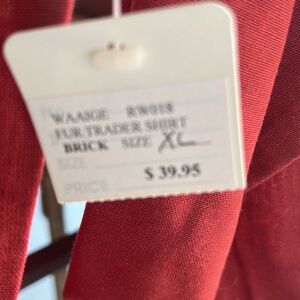 WAAIGE RW018
FUR TRADER SHIRT
BRICK SIZE XL
SIZE
PRICE
$ 39.95